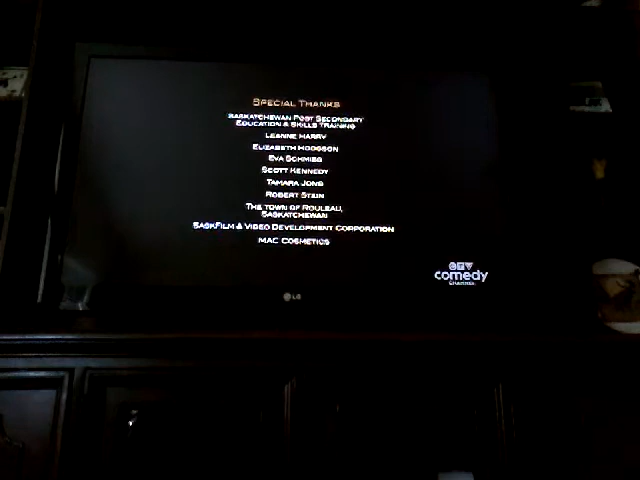 SPECIAL THANKS
SASKATCHEWAN POST SECONDARY
EDUCATION & SKILLS TRAINING
LEANNE HARRY
ELIZABETH HODGSON
EVA SCHMIEG
SCOTT KENNEDY
TAMARA JONG
ROBERT STEIN
THE TOWN OF ROULEAU,
SASKATCHEWAN
SASKFILM & VIDEO DEVELOPMENT CORPORATION
MAC COSMETICS
CTV
comedy
CHANNEL
LG